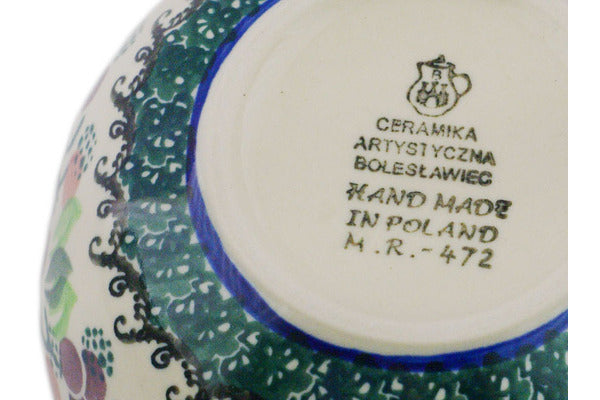 B
CERAMIKA
ARTYSTYCZNA
BOLESŁAWIEC
HAND MADE
IN POLAND
M.R.-472